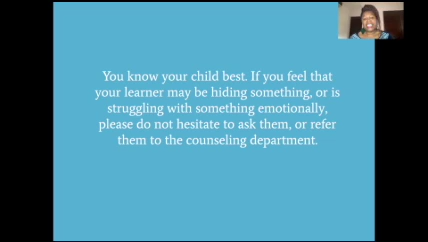 You know your child best. If you feel that
your learner may be hiding something, or is
struggling with something emotionally,
please do not hesitate to ask them, or refer
them to the counseling department.